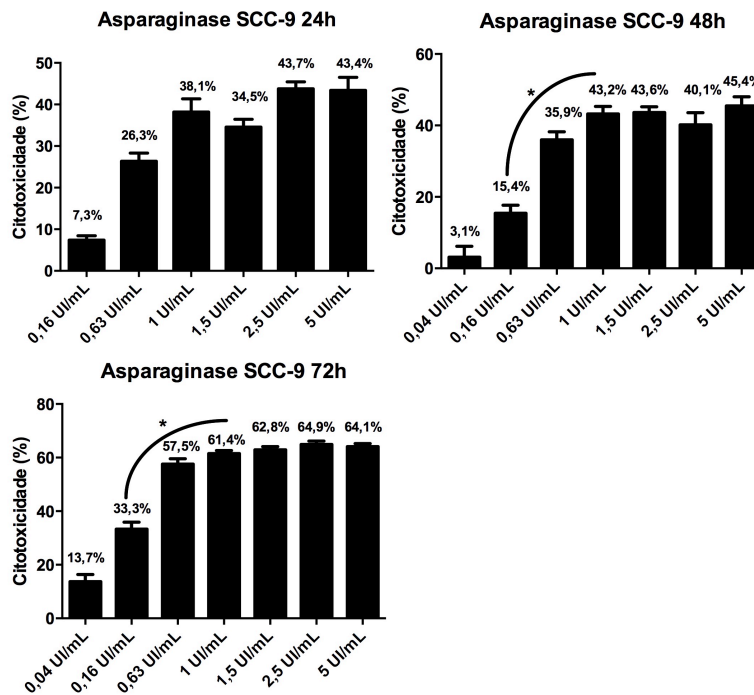 Asparaginase SCC-9 24h
Citotoxicidade (%)
50
40
30
20
10
0
7,3%
26,3%
38,1%
34,5%
43,7%
43,4%
0,16 UI/mL
0,63 UI/mL
1 UI/mL
1,5 UI/mL
2,5 UI/mL
5 UI/mL
Asparaginase SCC-9 48h
Citotoxicidade (%)
60
40
20
0
*
3,1%
15,4%
35,9%
43,2%
43,6%
40,1%
45,4%
0,04 UI/mL
0,16 UI/mL
0,63 UI/mL
1 UI/mL
1,5 UI/mL
2,5 UI/mL
5 UI/mL
Asparaginase SCC-9 72h
Citotoxicidade (%)
80
60
40
20
0
*
13,7%
33,3%
57,5%
61,4%
62,8%
64,9%
64,1%
0,04 UI/mL
0,16 UI/mL
0,63 UI/mL
1 UI/mL
1,5 UI/mL
2,5 UI/mL
5 UI/mL